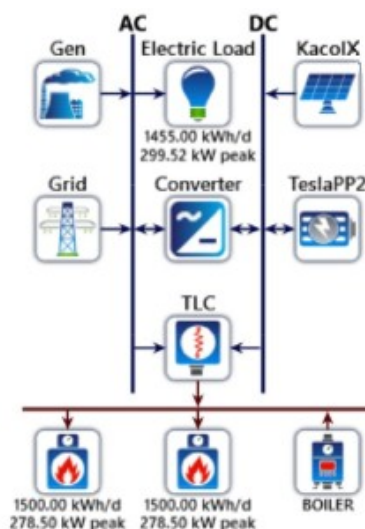 AC DC
Gen Electric Load KacoIX
1455.00 kWh/d
299.52 kW peak
Grid Converter TeslaPP2
TLC
1500.00 kWh/d 1500.00 kWh/d BOILER
278.50 kW peak 278.50 kW peak